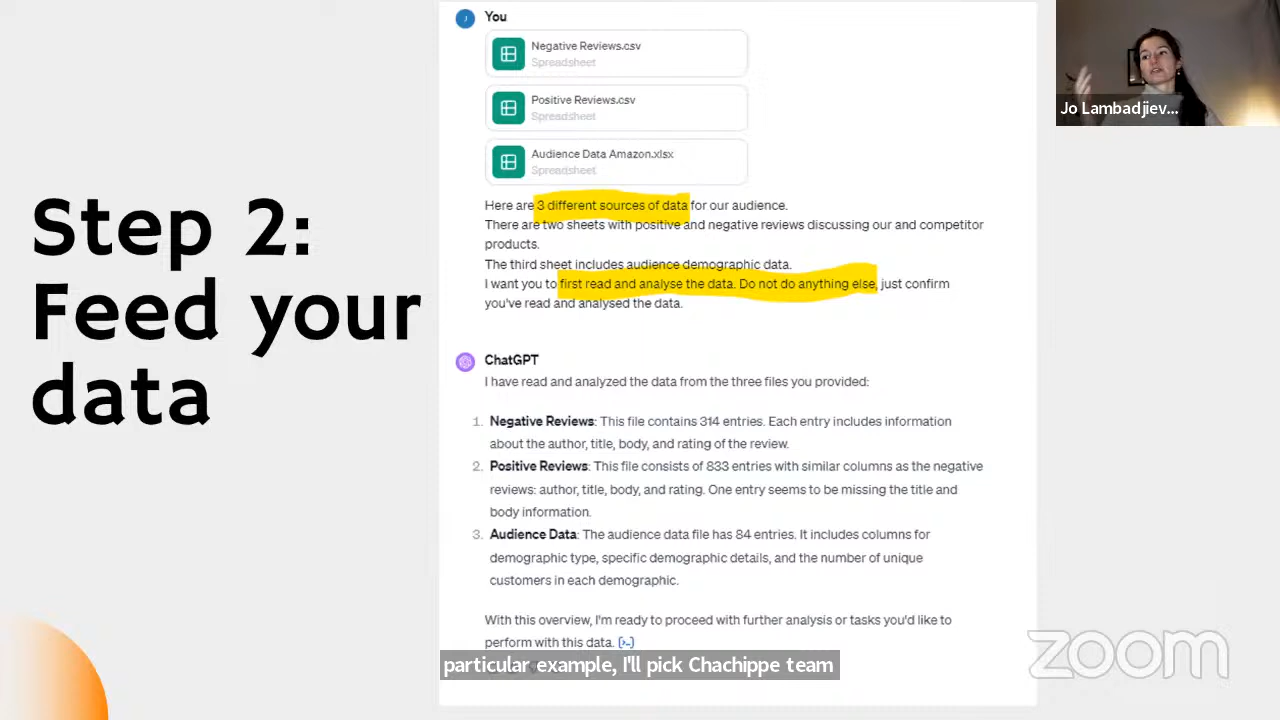 Step 2:
Feed your
data
You
Negative Reviews.csv
Spreadsheet
Positive Reviews.csv
Spreadsheet
Audience Data Amazon.xlsx
Spreadsheet
Here are 3 different sources of data for our audience.
There are two sheets with positive and negative reviews discussing our and competitor
products.
The third sheet includes audience demographic data.
I want you to first read and analyse the data. Do not do anything else, just confirm
you've read and analysed the data.
ChatGPT
I have read and analyzed the data from the three files you provided:
1. Negative Reviews: This file contains 314 entries. Each entry includes information
about the author, title, body, and rating of the review.
2. Positive Reviews: This file consists of 833 entries with similar columns as the negative
reviews: author, title, body, and rating. One entry seems to be missing the title and
body information.
3. Audience Data: The audience data file has 84 entries. It includes columns for
demographic type, specific demographic details, and the number of unique
customers in each demographic.
With this overview, I'm ready to proceed with further analysis or tasks you'd like to
perform with this data. [>-]
particular example, I'll pick Chachippe team
Jo Lambadjiev...
zoom